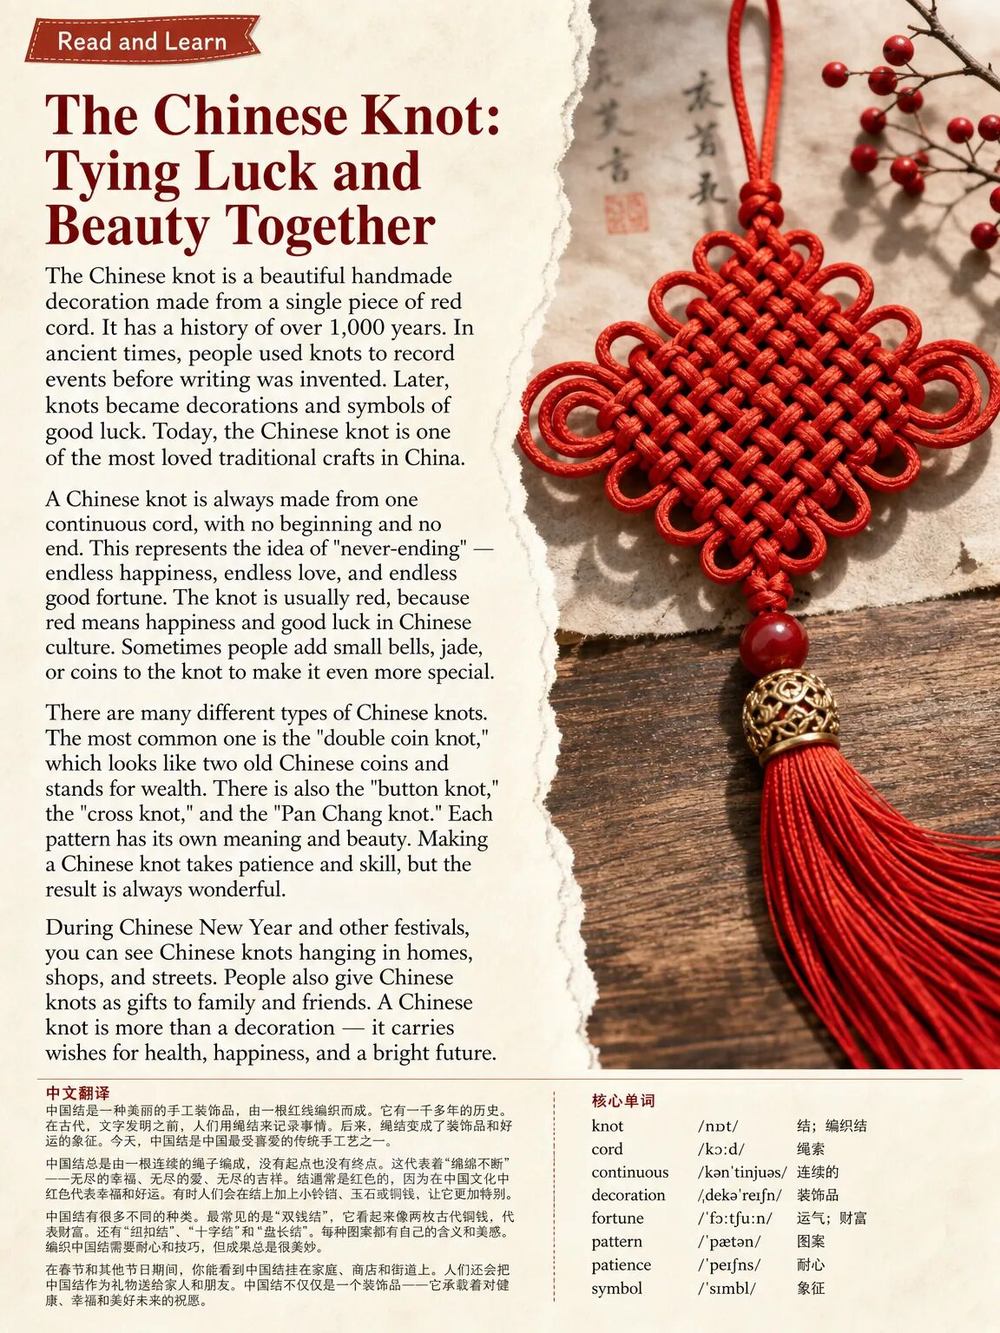 Read and Learn
The Chinese Knot:
Tying Luck and
Beauty Together
The Chinese knot is a beautiful handmade
decoration made from a single piece of red
cord. It has a history of over 1,000 years. In
ancient times, people used knots to record
events before writing was invented. Later,
knots became decorations and symbols of
good luck. Today, the Chinese knot is one
of the most loved traditional crafts in China.
A Chinese knot is always made from one
continuous cord, with no beginning and no
end. This represents the idea of "never-ending" —
endless happiness, endless love, and endless
good fortune. The knot is usually red, because
red means happiness and good luck in Chinese
culture. Sometimes people add small bells, jade,
or coins to the knot to make it even more special.
There are many different types of Chinese knots.
The most common one is the "double coin knot,"
which looks like two old Chinese coins and
stands for wealth. There is also the "button knot,"
the "cross knot," and the "Pan Chang knot." Each
pattern has its own meaning and beauty. Making
a Chinese knot takes patience and skill, but the
result is always wonderful.
During Chinese New Year and other festivals,
you can see Chinese knots hanging in homes,
shops, and streets. People also give Chinese
knots as gifts to family and friends. A Chinese
knot is more than a decoration — it carries
wishes for health, happiness, and a bright future.
中文翻译
中国结是一种美丽的手工装饰品，由一根红线编织而成。它有一千多年的历史。
在古代，文字发明之前，人们用绳结来记录事情。后来，绳结变成了装饰品和好
运的象征。今天，中国结是中国最受喜爱的传统手工艺之一。
中国结总是由一根连续的绳子编成，没有起点也没有终点。这代表着“绵绵不断”
——无尽的幸福、无尽的爱、无尽的吉祥。结通常是红色的，因为在中国文化中
红色代表幸福和好运。有时人们会在结上加上小铃铛、玉石或铜钱，让它更加特别。
中国结有很多不同的种类。最常见的是“双钱结”，它看起来像两枚古代铜钱，代
表财富。还有“纽扣结”、“十字结”和“盘长结”。每种图案都有自己的含义和美感。
编织中国结需要耐心和技巧，但成果总是很美妙。
在春节和其他节日期间，你能看到中国结挂在家庭、商店和街道上。人们还会把
中国结作为礼物送给家人和朋友。中国结不仅仅是一个装饰品——它承载着对健
康、幸福和美好未来的祝愿。
核心单词
knot /nɒt/ 结；编织结
cord /kɔːd/ 绳索
continuous /kənˈtinjuəs/ 连续的
decoration /ˌdekəˈreɪʃn/ 装饰品
fortune /ˈfɔːtʃuːn/ 运气；财富
pattern /ˈpætən/ 图案
patience /ˈpeɪʃns/ 耐心
symbol /ˈsɪmbl/ 象征